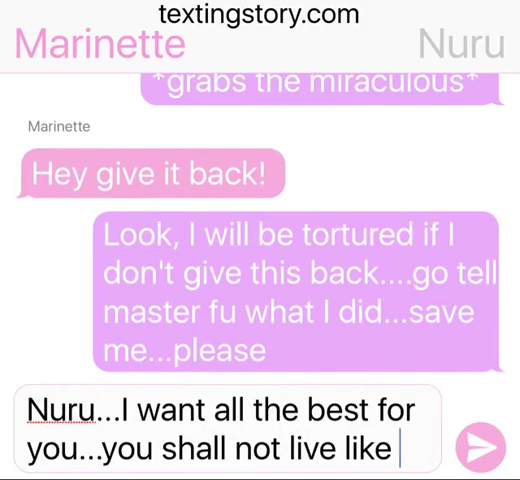 textingstory.com
Marinette Nuru
*grabs the miraculous*
Marinette
Hey give it back!
Look, I will be tortured if I
don't give this back....go tell
master fu what I did...save
me...please
Nuru...I want all the best for
you...you shall not live like